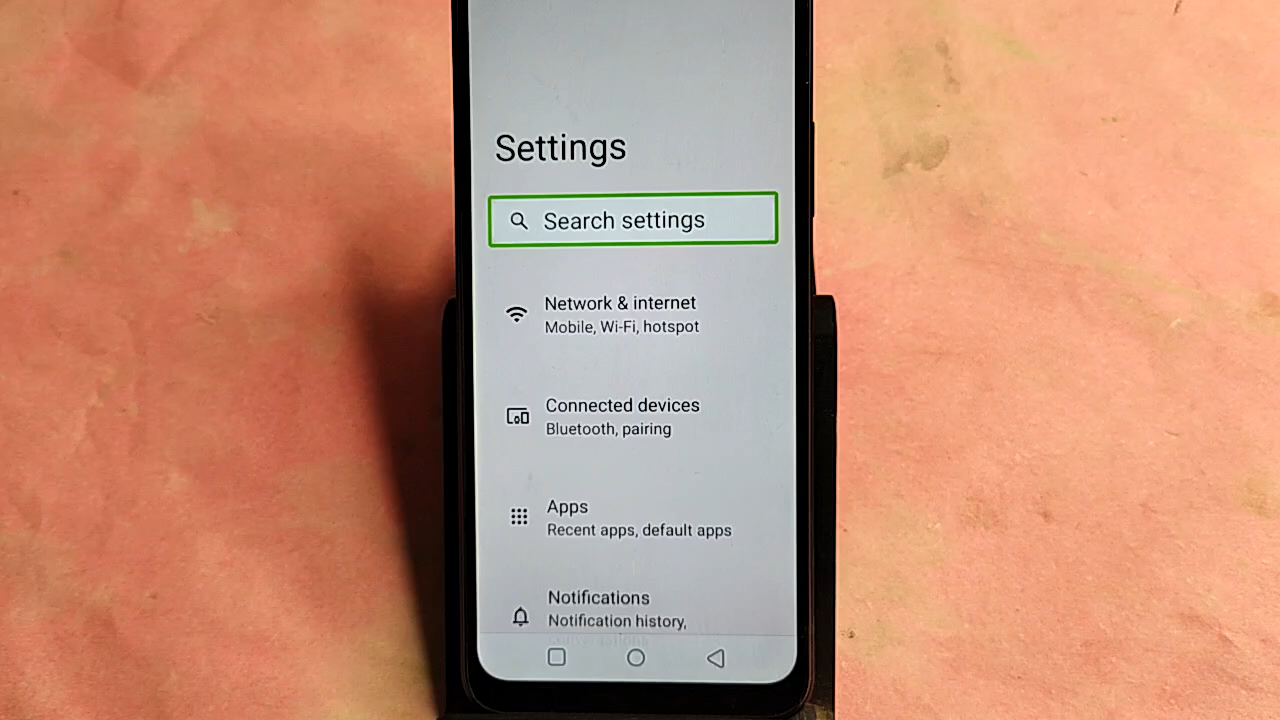 Settings
Search settings
Network & internet
Mobile, Wi-Fi, hotspot
Connected devices
Bluetooth, pairing
Apps
Recent apps, default apps
Notifications
Notification history,
conversations